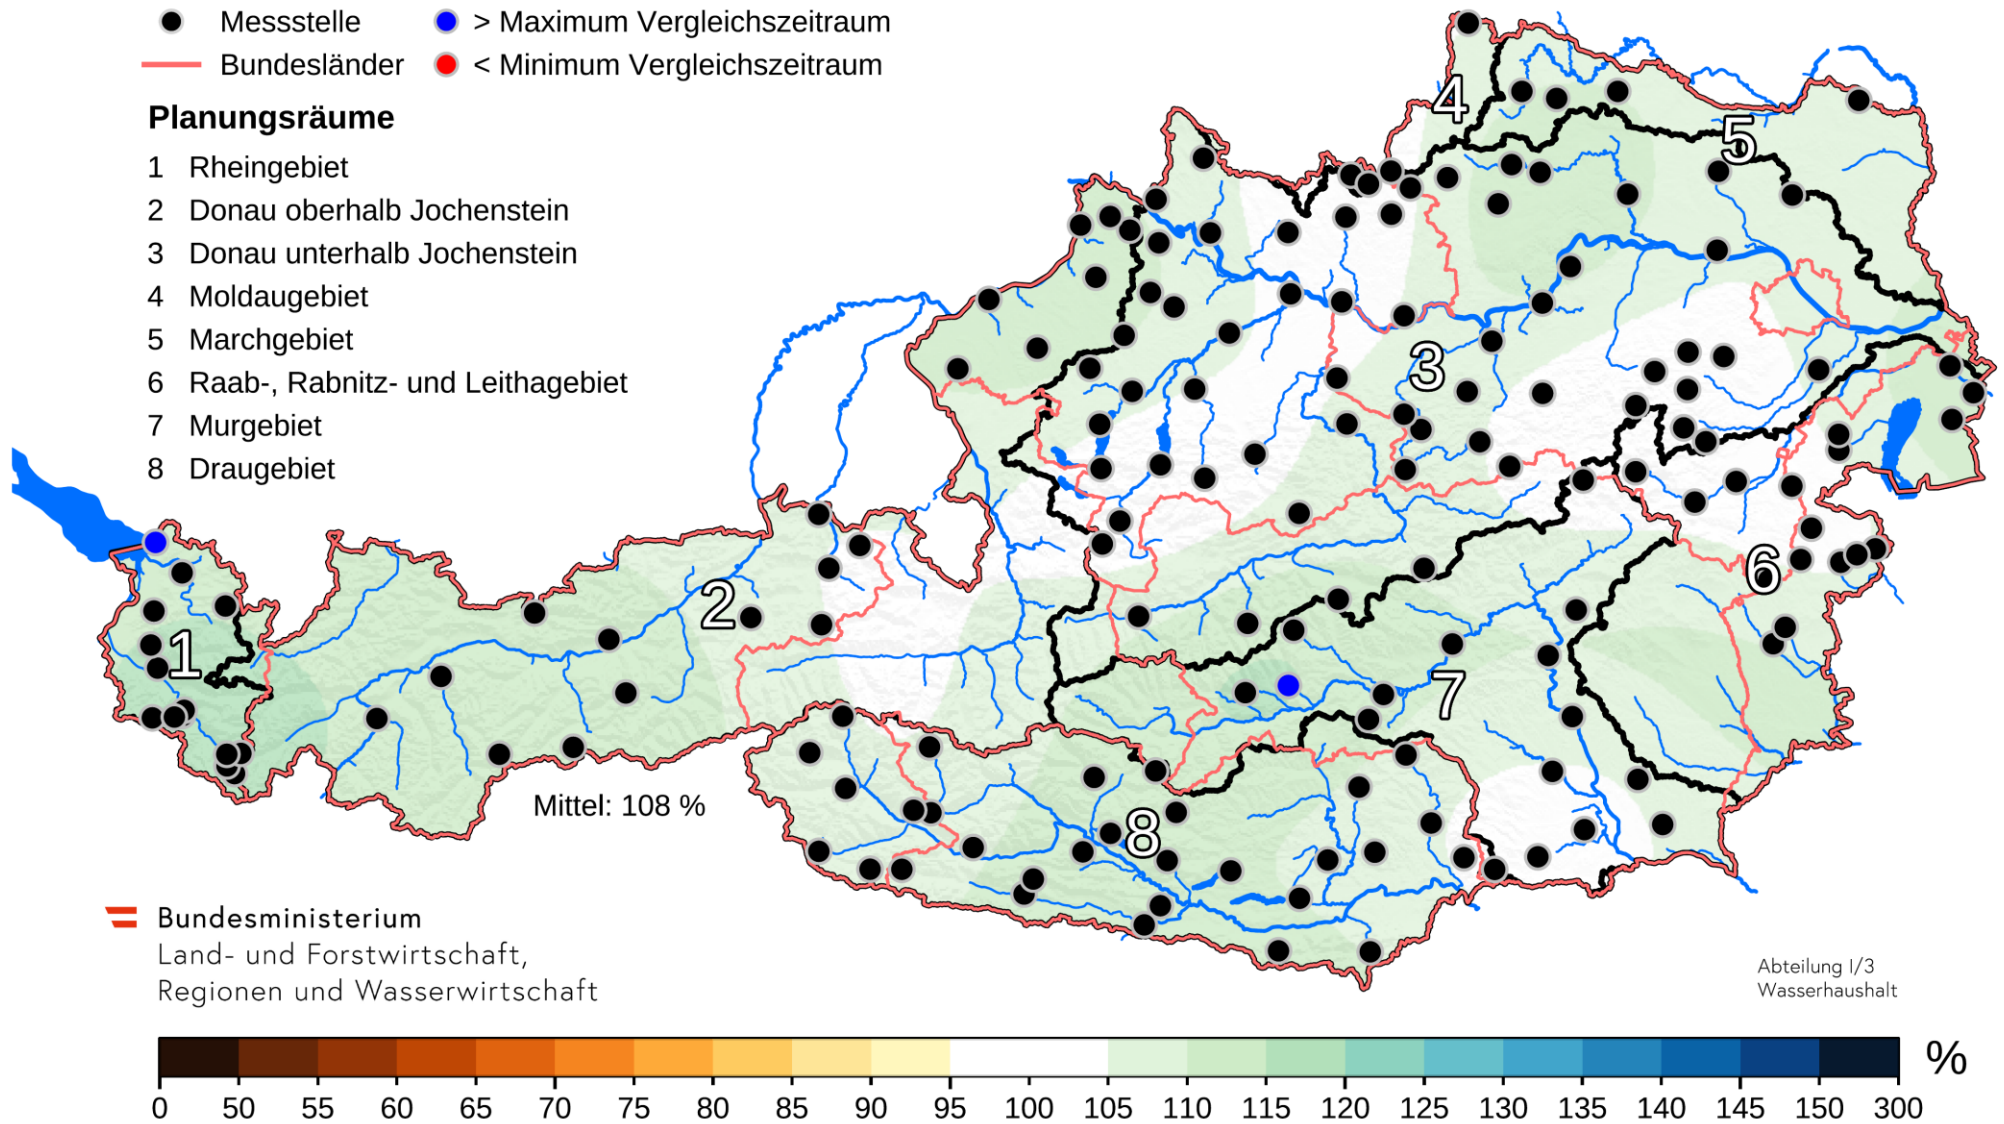 Messstelle
> Maximum Vergleichszeitraum
Bundesländer
< Minimum Vergleichszeitraum
Planungsräume
1 Rheingebiet
2 Donau oberhalb Jochenstein
3 Donau unterhalb Jochenstein
4 Moldaugebiet
5 Marchgebiet
6 Raab-, Rabnitz- und Leithagebiet
7 Murgebiet
8 Draugebiet
4
5
3
6
2
1
7
8
Mittel: 108 %
Bundesministerium
Land- und Forstwirtschaft,
Regionen und Wasserwirtschaft
Abteilung I/3
Wasserhaushalt
%
0 50 55 60 65 70 75 80 85 90 95 100 105 110 115 120 125 130 135 140 145 150 300